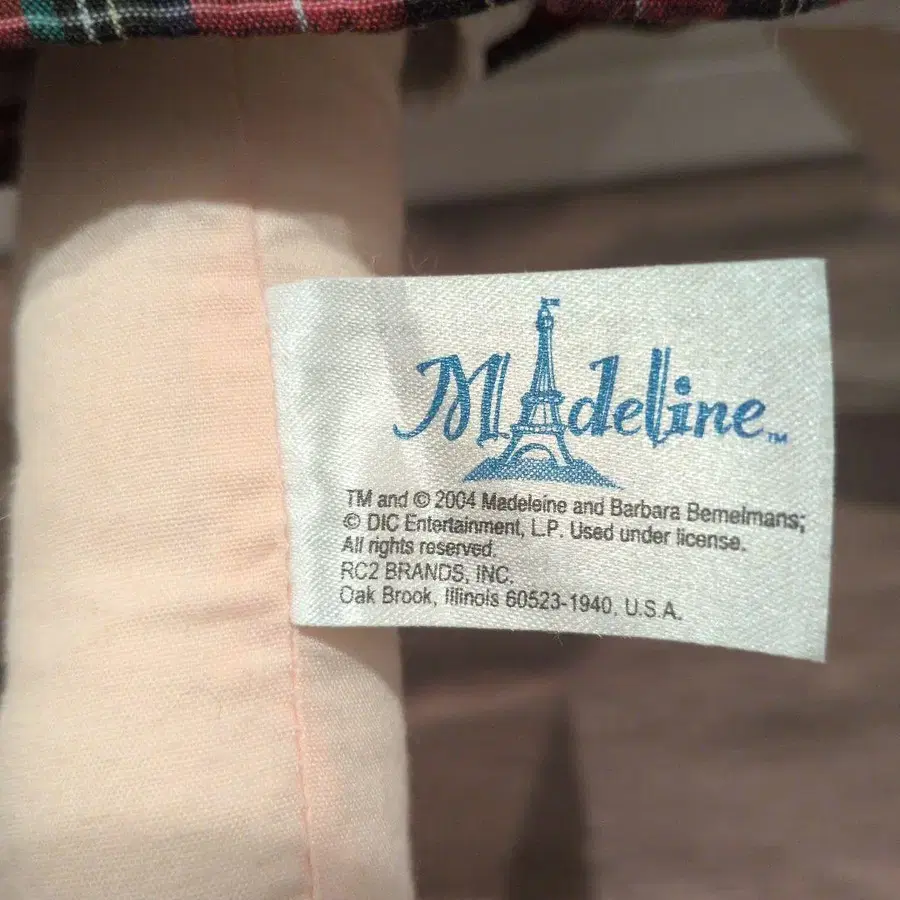 Madeline™
TM and © 2004 Madeleine and Barbara Bemelmans;
© DIC Entertainment, L.P. Used under license.
All rights reserved.
RC2 BRANDS, INC.
Oak Brook, Illinois 60523-1940, U.S.A.